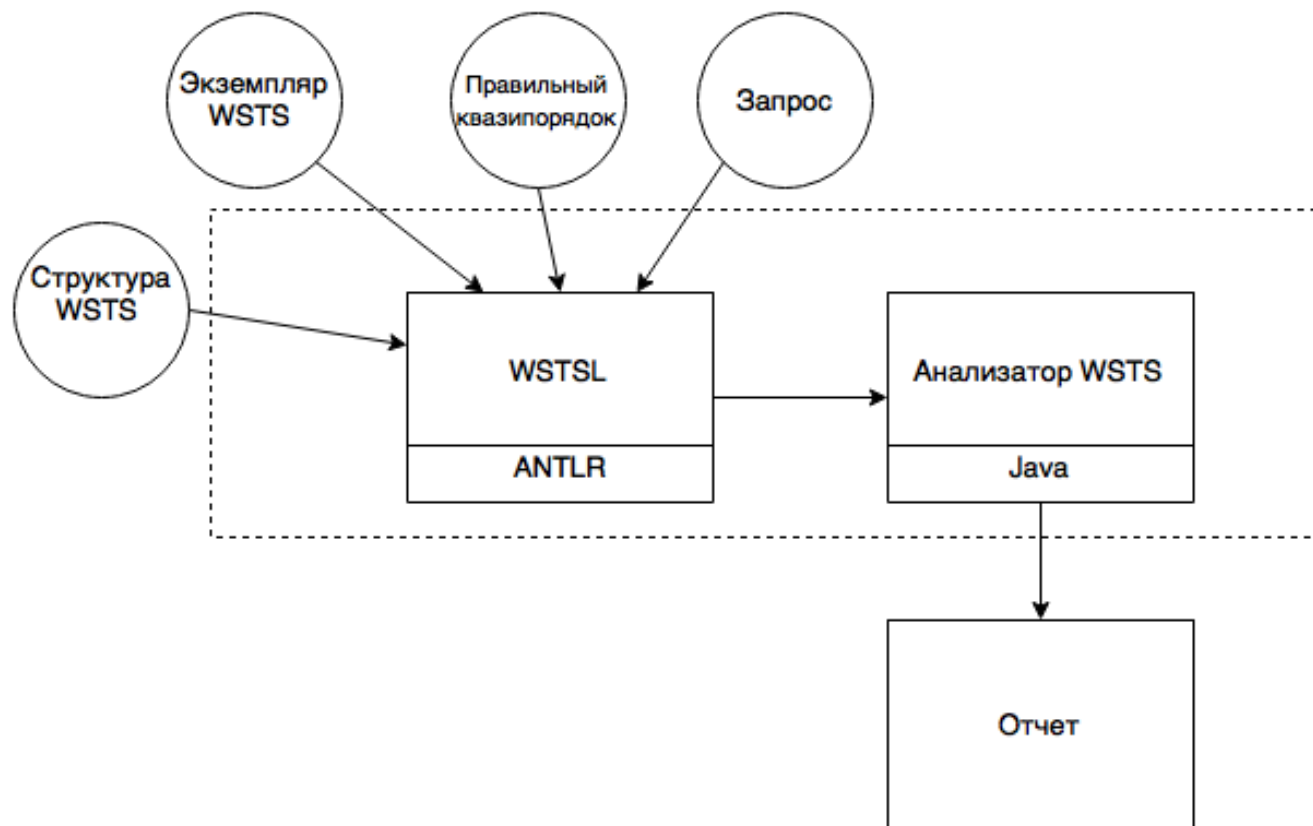 Экземпляр
WSTS
Правильный
квазипорядок
Запрос
Структура
WSTS
WSTSL
ANTLR
Анализатор WSTS
Java
Отчет